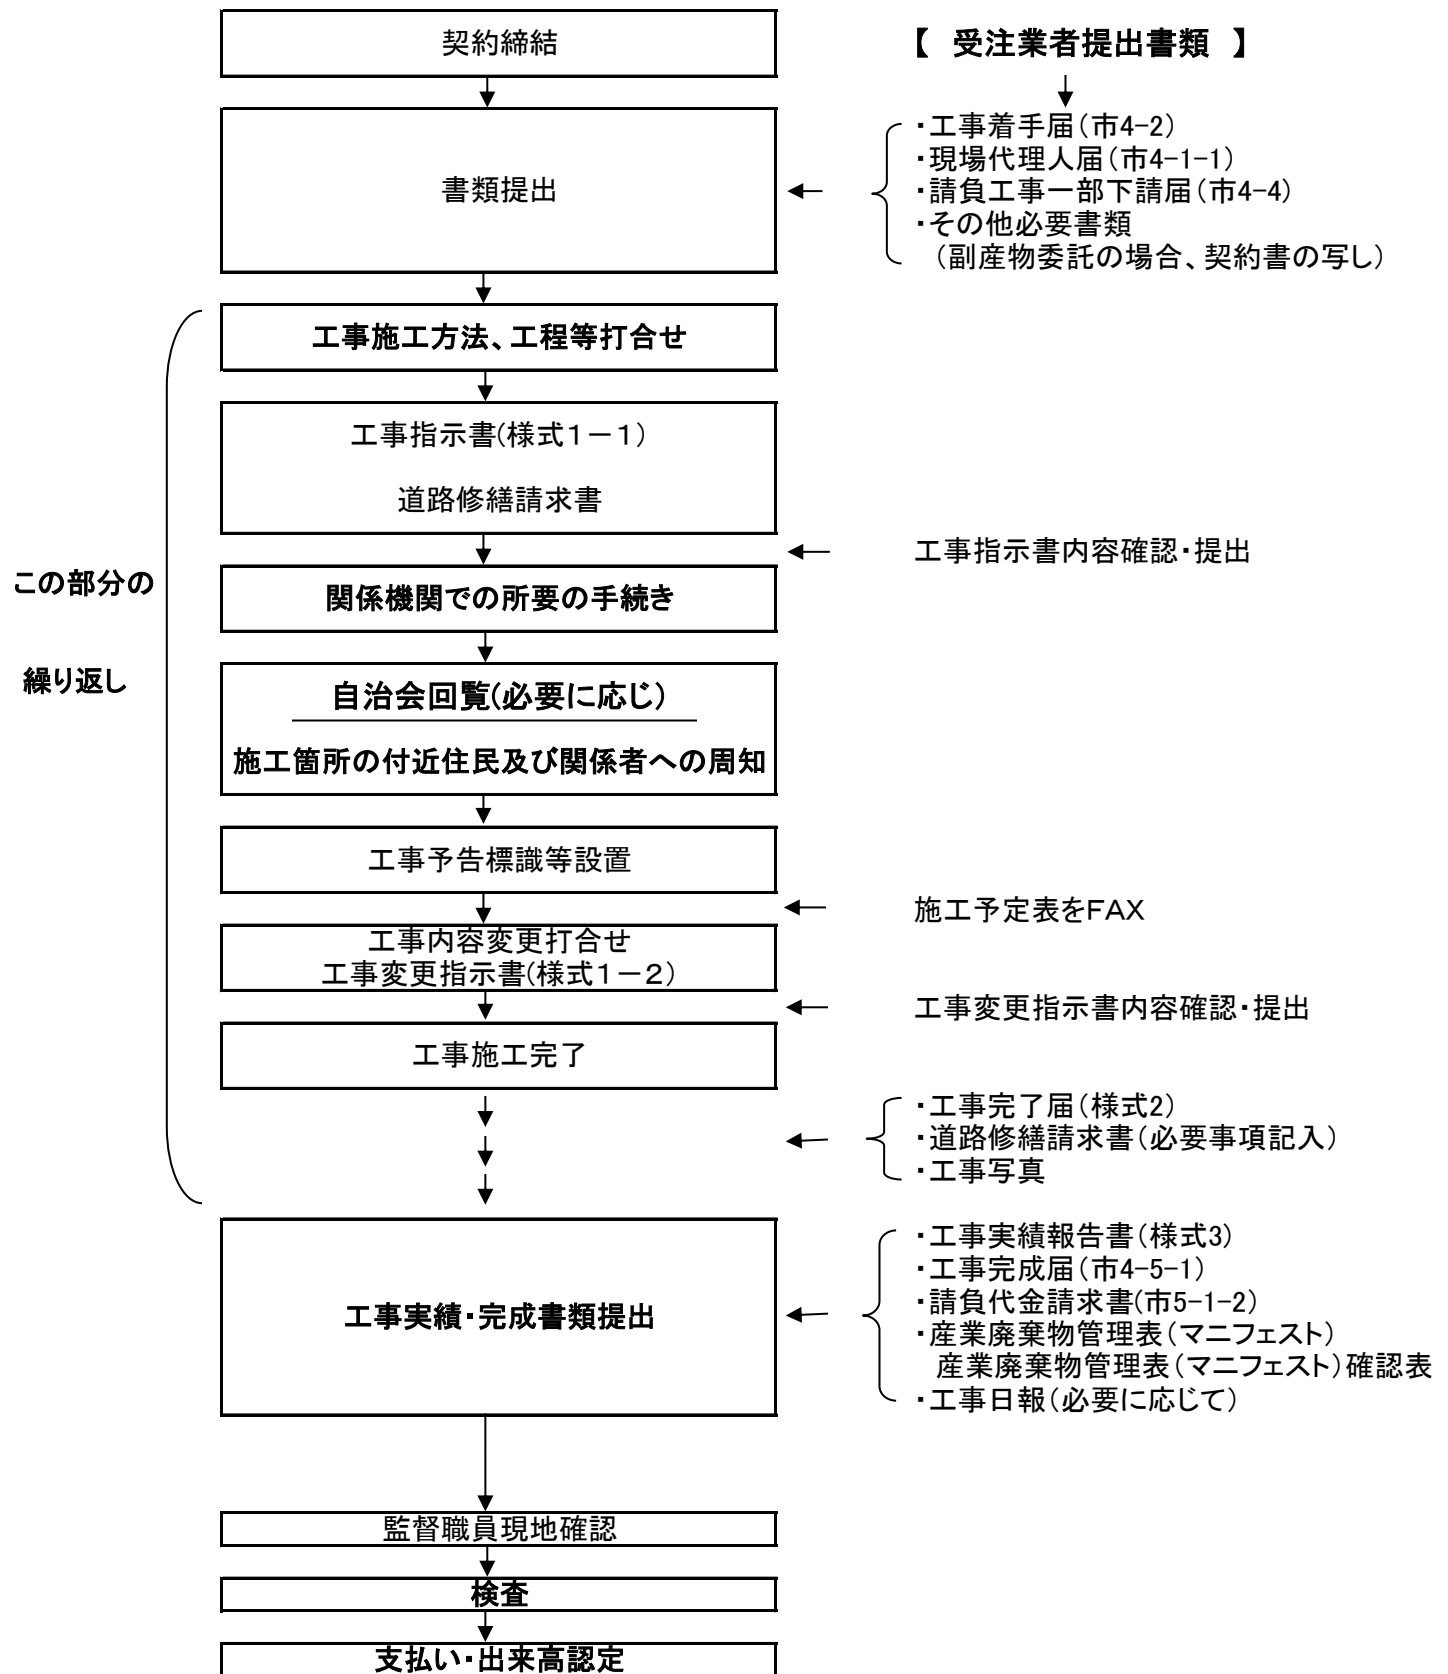 契約締結
【　受注業者提出書類　】
書類提出
・工事着手届（市4-2）
・現場代理人届（市4-1-1）
・請負工事一部下請届（市4-4）
・その他必要書類
（副産物委託の場合、契約書の写し）
工事施工方法、工程等打合せ
工事指示書(様式１－１)
道路修繕請求書
工事指示書内容確認・提出
この部分の
繰り返し
関係機関での所要の手続き
自治会回覧(必要に応じ)
施工箇所の付近住民及び関係者への周知
工事予告標識等設置
施工予定表をFAX
工事内容変更打合せ
工事変更指示書(様式１－２)
工事変更指示書内容確認・提出
工事施工完了
・工事完了届（様式2）
・道路修繕請求書（必要事項記入）
・工事写真
工事実績・完成書類提出
・工事実績報告書（様式3）
・工事完成届（市4-5-1）
・請負代金請求書(市5-1-2)
・産業廃棄物管理表（マニフェスト）
産業廃棄物管理表（マニフェスト）確認表
・工事日報（必要に応じて）
監督職員現地確認
検査
支払い・出来高認定